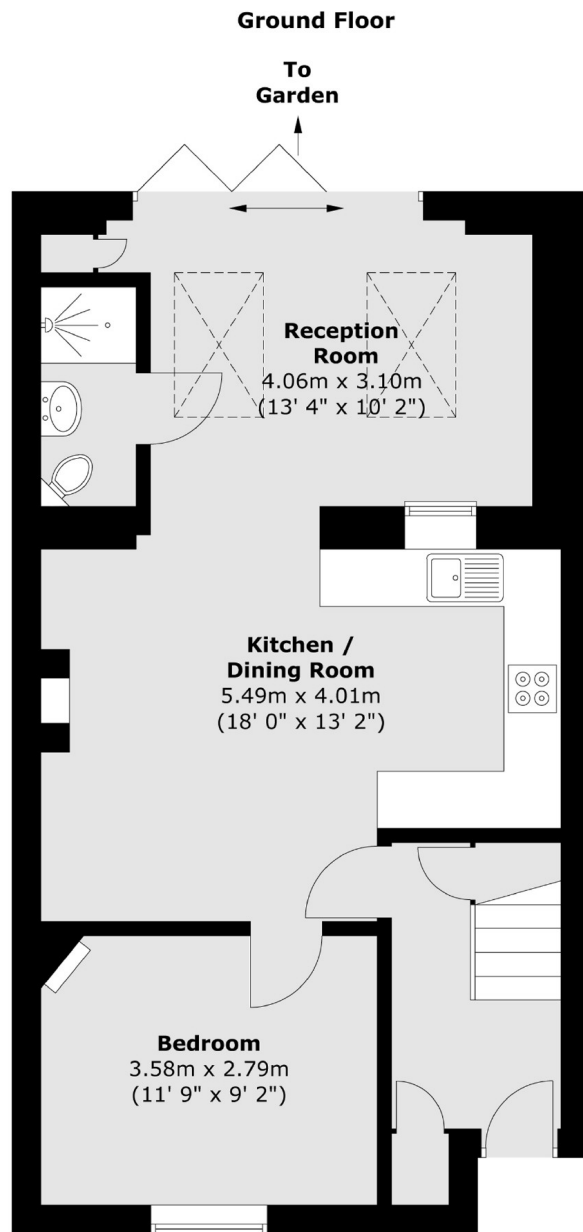 Ground Floor
To
Garden
Reception
Room
4.06m x 3.10m
(13' 4" x 10' 2")
Kitchen /
Dining Room
5.49m x 4.01m
(18' 0" x 13' 2")
Bedroom
3.58m x 2.79m
(11' 9" x 9' 2")